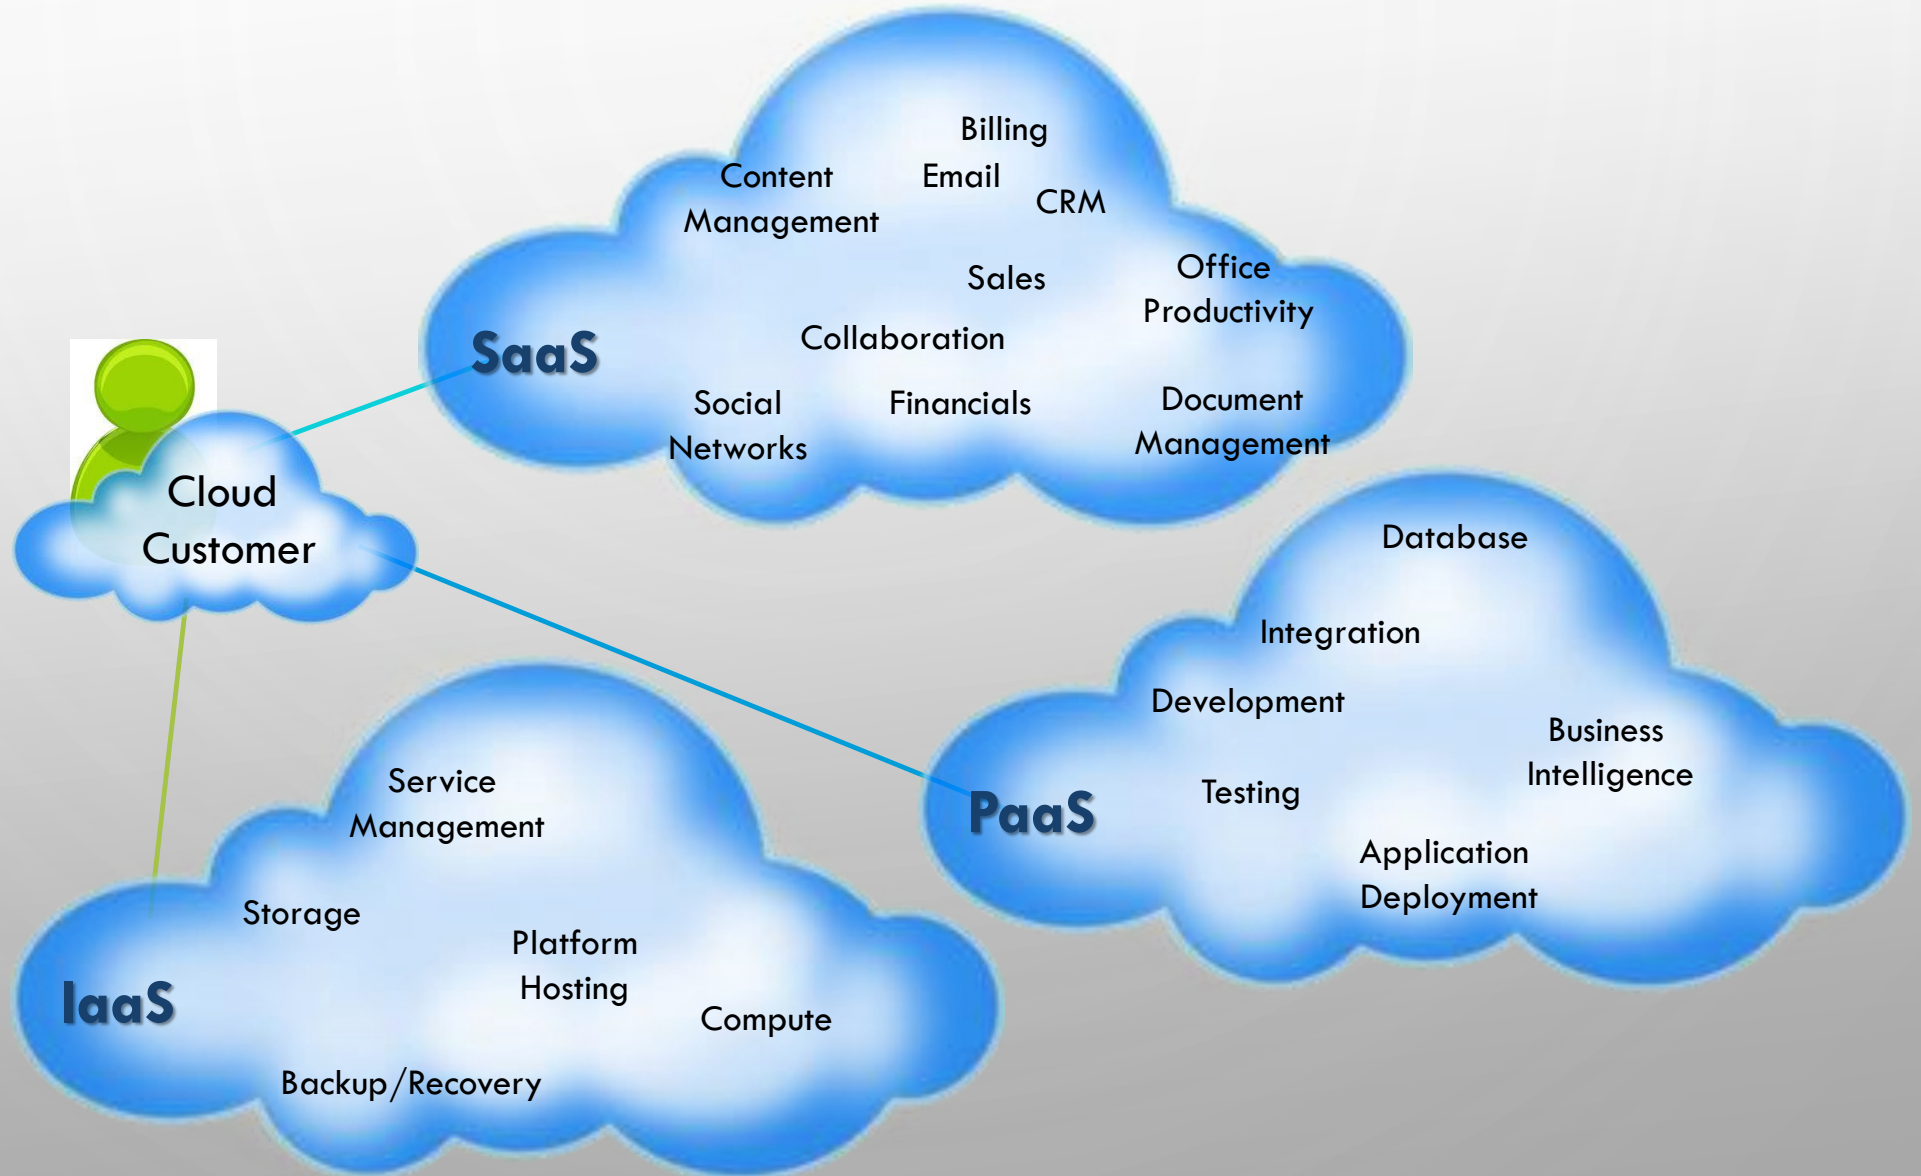 Billing
Content
Management
Email
CRM
Sales
Office
Productivity
SaaS
Collaboration
Social
Networks
Financials
Document
Management
Cloud
Customer
Database
Integration
Development
Business
Intelligence
PaaS
Testing
Application
Deployment
Service
Management
Storage
Platform
Hosting
IaaS
Compute
Backup/Recovery